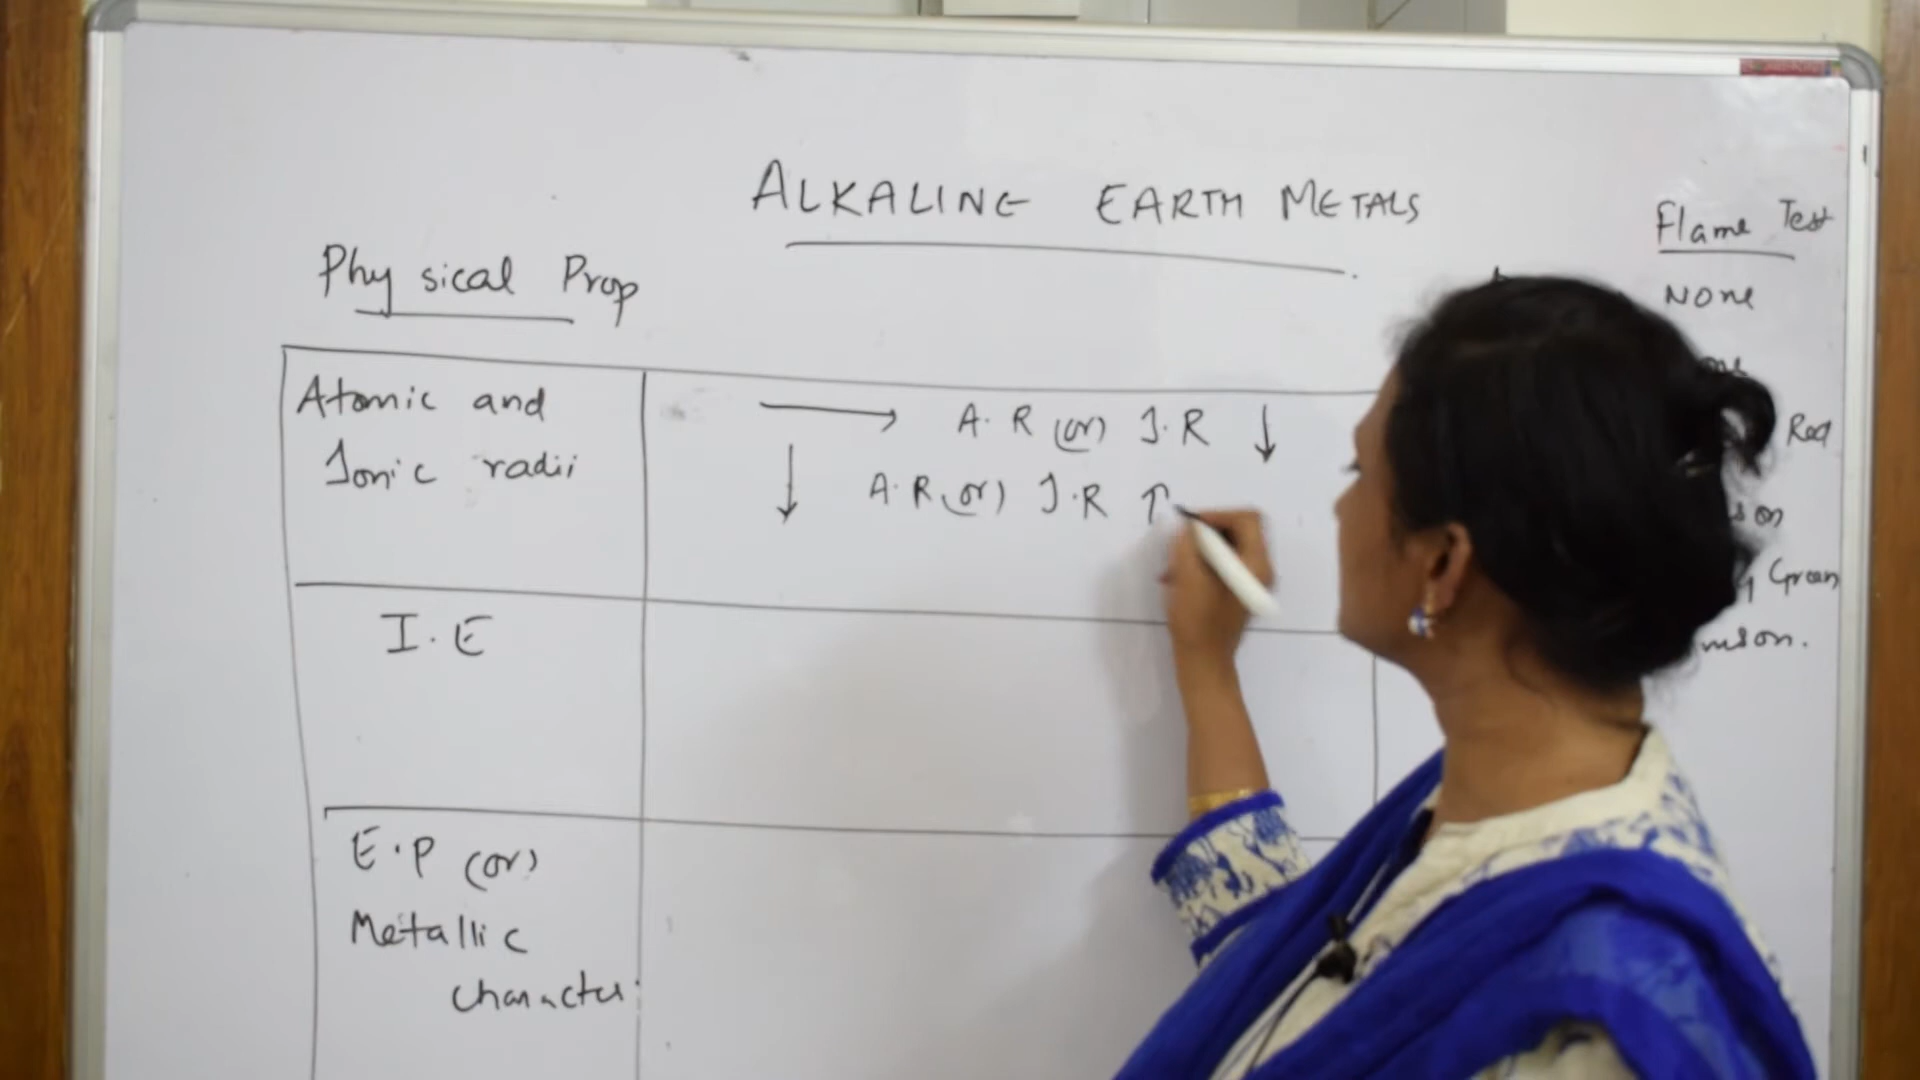 ALKALINE EARTH METALS
Physical Prop
Flame Test
None
Red
Green
Atomic and
Ionic radii
→ A.R (or) I.R ↓
↓ A.R (or) I.R ↑
I.E
E.P (or)
Metallic
character